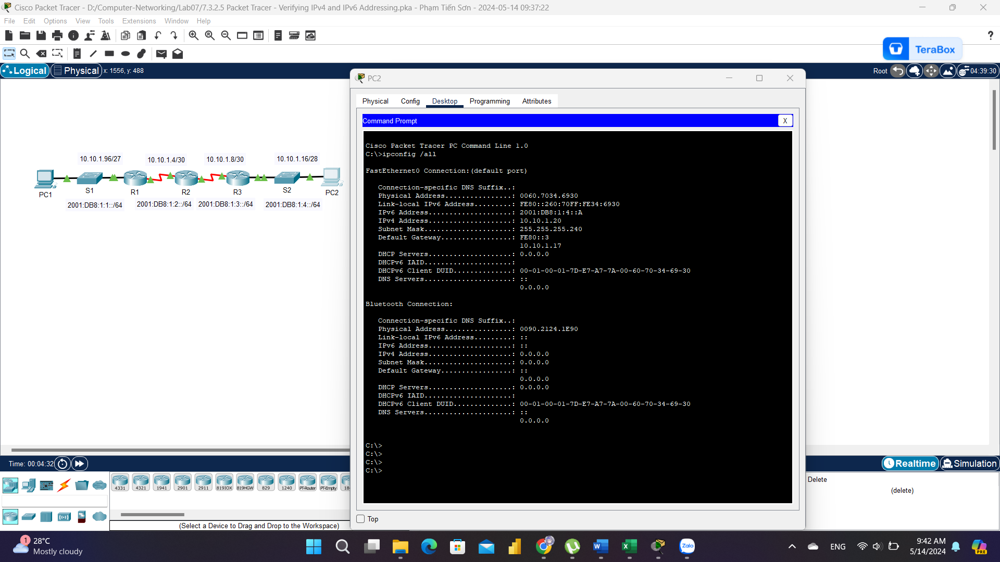 Cisco Packet Tracer - D:/Computer-Networking/Lab07/7.3.2.5 Packet Tracer - Verifying IPv4 and IPv6 Addressing.pka - Phạm Tiến Sơn - 2024-05-14 09:37:22
File Edit Options View Tools Extensions Window Help
?
TeraBox
Logical Physical x: 1556, y: 488
Root 04:39:30
PC2
Physical Config Desktop Programming Attributes
Command Prompt X
Cisco Packet Tracer PC Command Line 1.0
C:\>ipconfig /all
FastEthernet0 Connection:(default port)
Connection-specific DNS Suffix..:
Physical Address................: 0060.7034.6930
Link-local IPv6 Address.........: FE80::260:70FF:FE34:6930
IPv6 Address....................: 2001:DB8:1:4::A
IPv4 Address....................: 10.10.1.20
Subnet Mask.....................: 255.255.255.240
Default Gateway.................: FE80::3
10.10.1.17
DHCP Servers....................: 0.0.0.0
DHCPv6 IAID.....................:
DHCPv6 Client DUID..............: 00-01-00-01-7D-E7-A7-7A-00-60-70-34-69-30
DNS Servers.....................: ::
0.0.0.0
Bluetooth Connection:
Connection-specific DNS Suffix..:
Physical Address................: 0090.2124.1E90
Link-local IPv6 Address.........: ::
IPv6 Address....................: ::
IPv4 Address....................: 0.0.0.0
Subnet Mask.....................: 0.0.0.0
Default Gateway.................: ::
0.0.0.0
DHCP Servers....................: 0.0.0.0
DHCPv6 IAID.....................:
DHCPv6 Client DUID..............: 00-01-00-01-7D-E7-A7-7A-00-60-70-34-69-30
DNS Servers.....................: ::
0.0.0.0
C:\>
C:\>
C:\>
C:\>
Top
10.10.1.96/27 10.10.1.4/30 10.10.1.8/30 10.10.1.16/28
PC1 S1 R1 R2 R3 S2 PC2
2001:DB8:1:1::/64 2001:DB8:1:2::/64 2001:DB8:1:3::/64 2001:DB8:1:4::/64
Time: 00:04:32
Realtime Simulation
4331 4321 1941 2901 2911 819IOX 819HGW 829 1240 PT-Router PT-Empty 18
(Select a Device to Drag and Drop to the Workspace)
Delete
(delete)
1
28°C
Mostly cloudy
Zalo
ENG
9:42 AM
5/14/2024
PRE